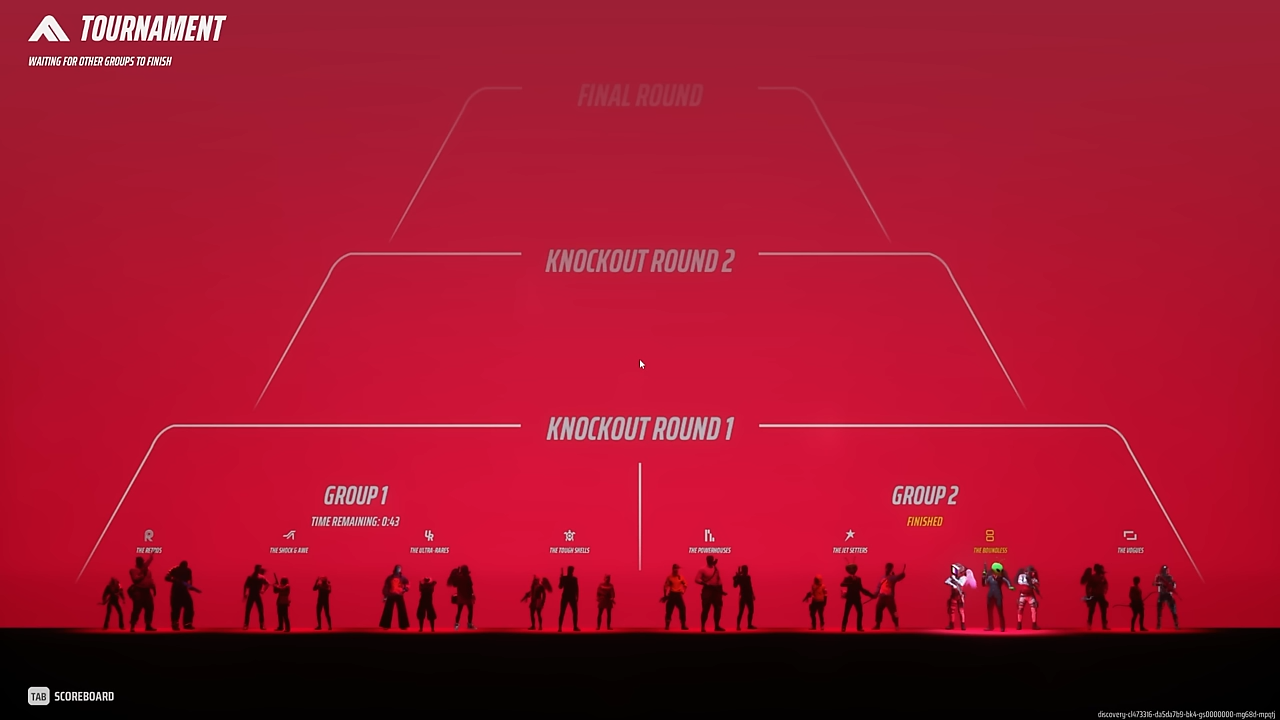 TOURNAMENT
WAITING FOR OTHER GROUPS TO FINISH
FINAL ROUND
KNOCKOUT ROUND 2
KNOCKOUT ROUND 1
GROUP 1
TIME REMAINING: 0:43
GROUP 2
FINISHED
THE RETROS
THE SHOCK & AWE
THE ULTRA-RARES
THE TOUGH SHELLS
THE POWERHOUSES
THE JET SETTERS
THE BOUNDLESS
THE VOGUES
TAB SCOREBOARD